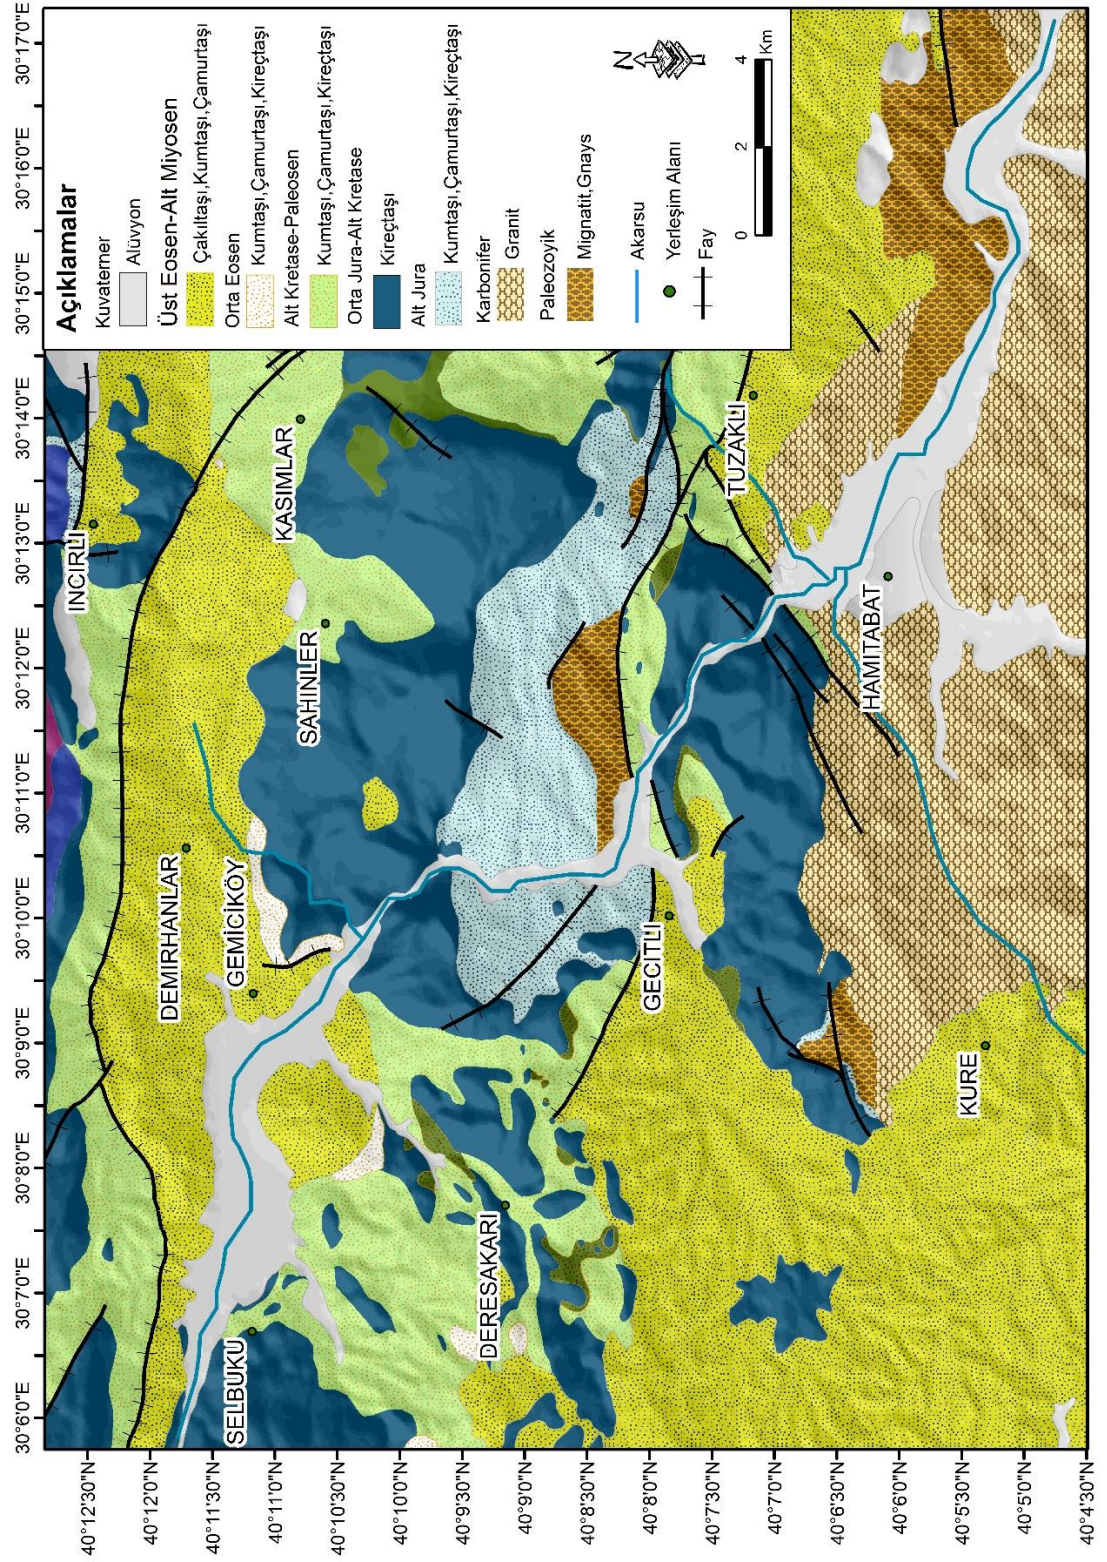 30°6'0"E
30°7'0"E
30°8'0"E
30°9'0"E
30°10'0"E
30°11'0"E
30°12'0"E
30°13'0"E
30°14'0"E
30°15'0"E
30°16'0"E
30°17'0"E
40°12'30"N
40°12'0"N
40°11'30"N
40°11'0"N
40°10'30"N
40°10'0"N
40°9'30"N
40°9'0"N
40°8'30"N
40°8'0"N
40°7'30"N
40°7'0"N
40°6'30"N
40°6'0"N
40°5'30"N
40°5'0"N
40°4'30"N
INCIRLI
DEMIRHANLAR
GEMİCİKÖY
SELBUKU
SAHINLER
KASIMLAR
DERESAKARI
GECITLI
TUZAKLI
HAMITABAT
KURE
Açıklamalar
Kuvaterner
Alüvyon
Üst Eosen-Alt Miyosen
Çakıltaşı,Kumtaşı,Çamurtaşı
Orta Eosen
Kumtaşı,Çamurtaşı,Kireçtaşı
Alt Kretase-Paleosen
Kumtaşı,Çamurtaşı,Kireçtaşı
Orta Jura-Alt Kretase
Kireçtaşı
Alt Jura
Kumtaşı,Çamurtaşı,Kireçtaşı
Karbonifer
Granit
Paleozoyik
Mignatit,Gnays
Akarsu
Yerleşim Alanı
Fay
N
0 2 4
Km